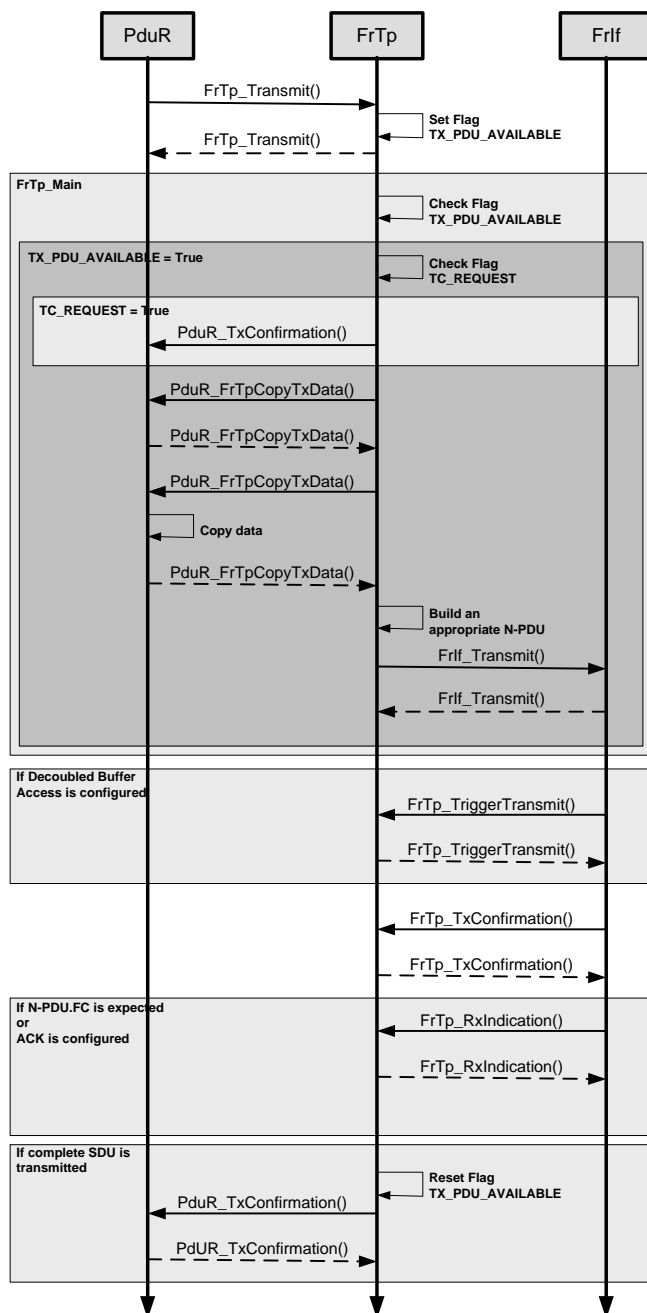 PduR
FrTp
FrIf
FrTp_Transmit()
Set Flag
TX_PDU_AVAILABLE
FrTp_Transmit()
FrTp_Main
Check Flag
TX_PDU_AVAILABLE
TX_PDU_AVAILABLE = True
Check Flag
TC_REQUEST
TC_REQUEST = True
PduR_TxConfirmation()
PduR_FrTpCopyTxData()
PduR_FrTpCopyTxData()
PduR_FrTpCopyTxData()
Copy data
PduR_FrTpCopyTxData()
Build an
appropriate N-PDU
FrIf_Transmit()
FrIf_Transmit()
If Decoubled Buffer
Access is configured
FrTp_TriggerTransmit()
FrTp_TriggerTransmit()
FrTp_TxConfirmation()
FrTp_TxConfirmation()
If N-PDU.FC is expected
or
ACK is configured
FrTp_RxIndication()
FrTp_RxIndication()
If complete SDU is
transmitted
Reset Flag
TX_PDU_AVAILABLE
PduR_TxConfirmation()
PdUR_TxConfirmation()